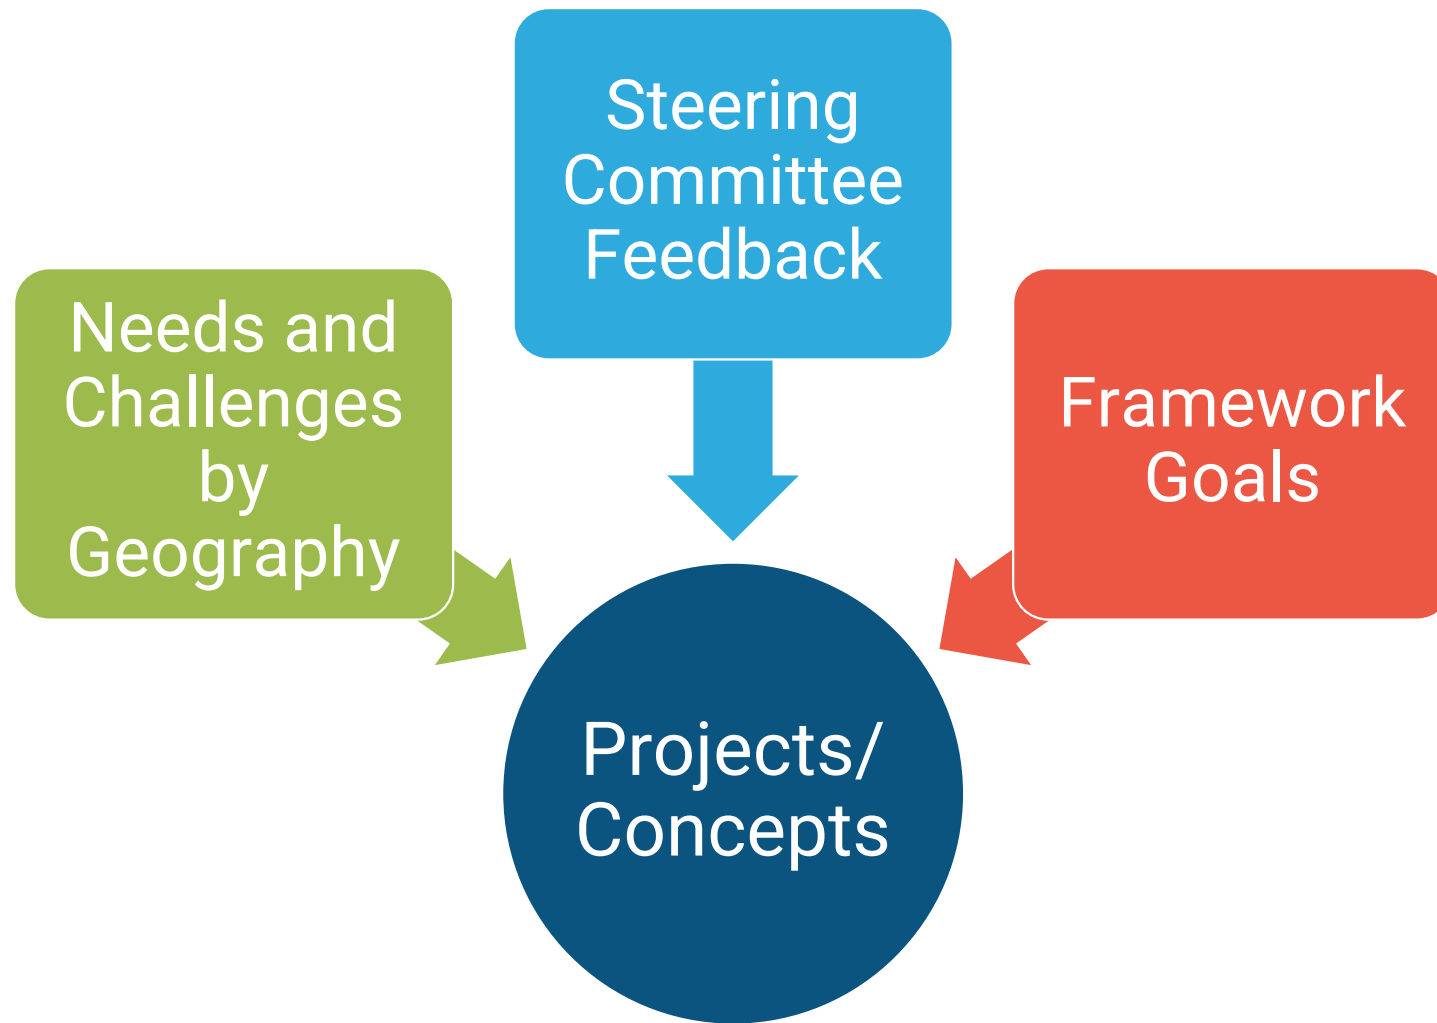 Steering
Committee
Feedback
Needs and
Challenges
by
Geography
Framework
Goals
Projects/
Concepts